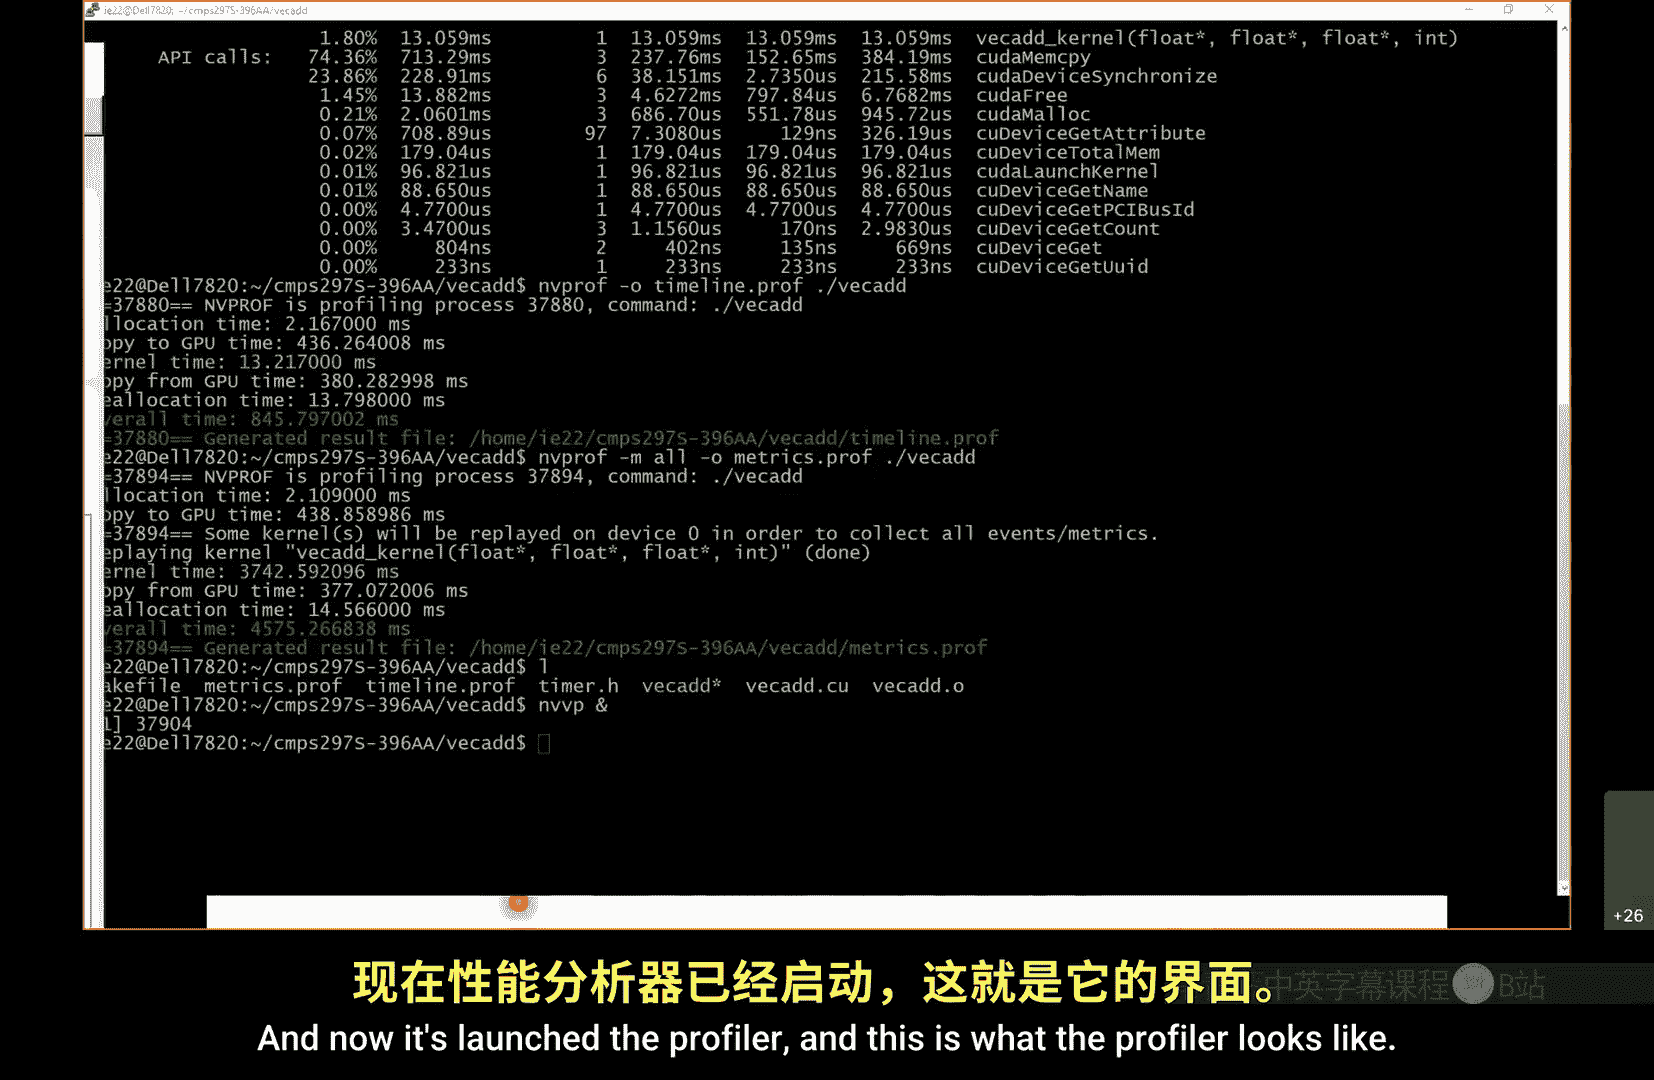 ie22@Dell7820: ~/cmps297S-396AA/vecadd
1.80% 13.059ms 1 13.059ms 13.059ms 13.059ms vecadd_kernel(float*, float*, float*, int)
API calls: 74.36% 713.29ms 3 237.76ms 152.65ms 384.19ms cudaMemcpy
23.86% 228.91ms 6 38.151ms 2.7350us 215.58ms cudaDeviceSynchronize
1.45% 13.882ms 3 4.6272ms 797.84us 6.7682ms cudaFree
0.21% 2.0601ms 3 686.70us 551.78us 945.72us cudaMalloc
0.07% 708.89us 97 7.3080us 129ns 326.19us cuDeviceGetAttribute
0.02% 179.04us 1 179.04us 179.04us 179.04us cuDeviceTotalMem
0.01% 96.821us 1 96.821us 96.821us 96.821us cudaLaunchKernel
0.01% 88.650us 1 88.650us 88.650us 88.650us cuDeviceGetName
0.00% 4.7700us 1 4.7700us 4.7700us 4.7700us cuDeviceGetPCIBusId
0.00% 3.4700us 3 1.1560us 170ns 2.9830us cuDeviceGetCount
0.00% 804ns 2 402ns 135ns 669ns cuDeviceGet
0.00% 233ns 1 233ns 233ns 233ns cuDeviceGetUuid
e22@Dell7820:~/cmps297S-396AA/vecadd$ nvprof -o timeline.prof ./vecadd
=37880== NVPROF is profiling process 37880, command: ./vecadd
llocation time: 2.167000 ms
opy to GPU time: 436.264008 ms
ernel time: 13.217000 ms
opy from GPU time: 380.282998 ms
eallocation time: 13.798000 ms
verall time: 845.797002 ms
=37880== Generated result file: /home/ie22/cmps297S-396AA/vecadd/timeline.prof
e22@Dell7820:~/cmps297S-396AA/vecadd$ nvprof -m all -o metrics.prof ./vecadd
=37894== NVPROF is profiling process 37894, command: ./vecadd
llocation time: 2.109000 ms
opy to GPU time: 438.858986 ms
=37894== Some kernel(s) will be replayed on device 0 in order to collect all events/metrics.
eplaying kernel "vecadd_kernel(float*, float*, float*, int)" (done)
ernel time: 3742.592096 ms
opy from GPU time: 377.072006 ms
eallocation time: 14.566000 ms
verall time: 4575.266838 ms
=37894== Generated result file: /home/ie22/cmps297S-396AA/vecadd/metrics.prof
e22@Dell7820:~/cmps297S-396AA/vecadd$ l
akefile metrics.prof timeline.prof timer.h vecadd* vecadd.cu vecadd.o
e22@Dell7820:~/cmps297S-396AA/vecadd$ nvvp &
1] 37904
e22@Dell7820:~/cmps297S-396AA/vecadd$
+26
现在性能分析器已经启动，这就是它的界面。
中英字幕课程 B站
And now it's launched the profiler, and this is what the profiler looks like.